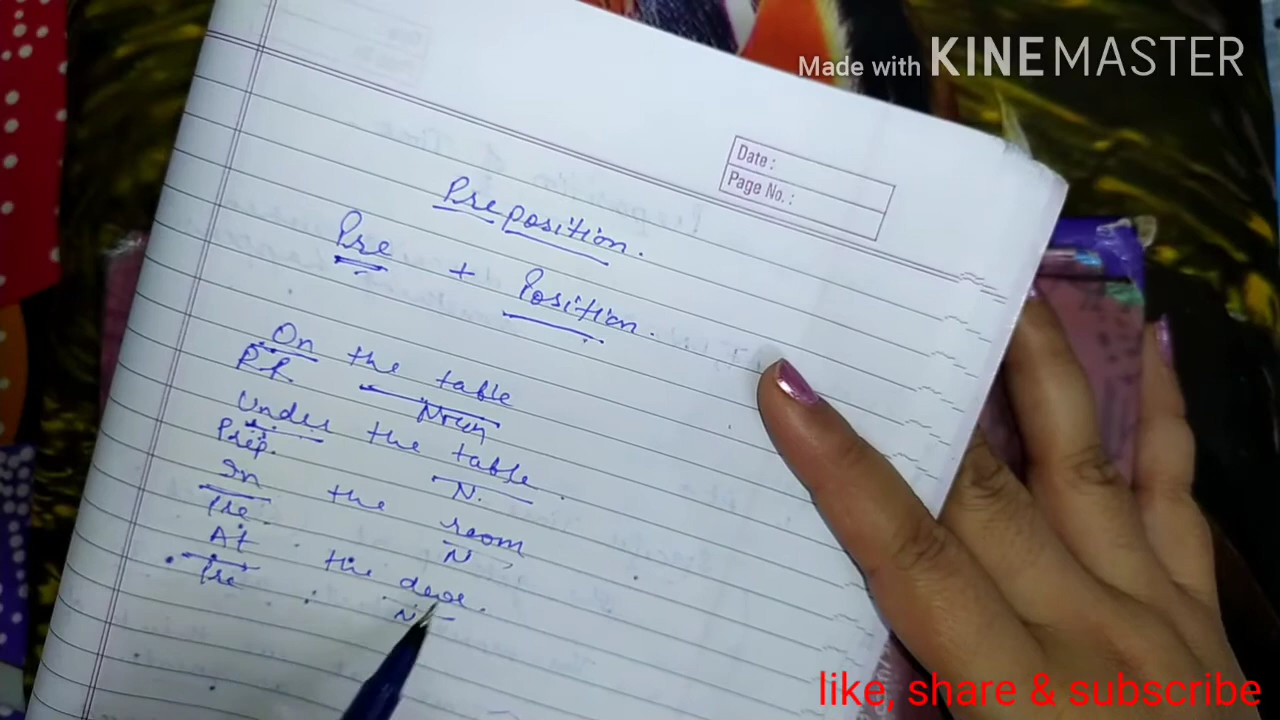 Made with KINEMASTER
Date :
Page No. :
Preposition.
Pre + Position.
On the table
Noun
Under the table.
Prep. N.
In the room
Pre. N
At the door.
Pre N
like, share & subscribe